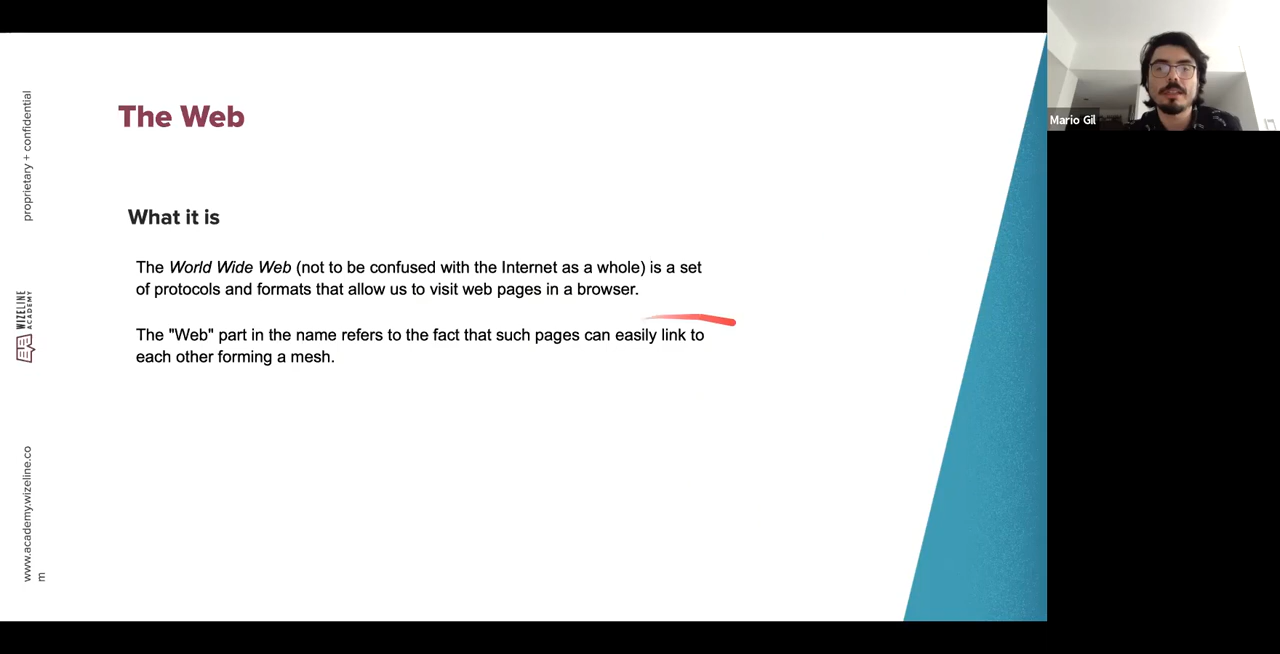 The Web
What it is
The World Wide Web (not to be confused with the Internet as a whole) is a set
of protocols and formats that allow us to visit web pages in a browser.
The "Web" part in the name refers to the fact that such pages can easily link to
each other forming a mesh.
proprietary + confidential
WIZELINE
ACADEMY
www.academy.wizeline.co
m
Mario Gil